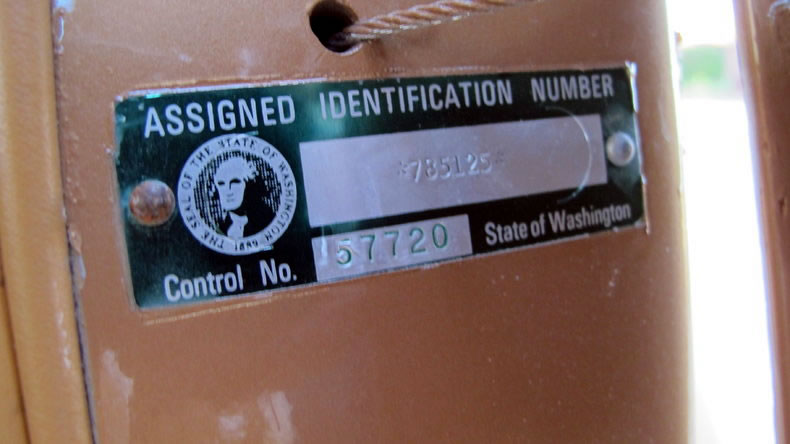 ASSIGNED IDENTIFICATION NUMBER
THE SEAL OF THE STATE OF WASHINGTON
1889
*785125*
Control No. 57720
State of Washington